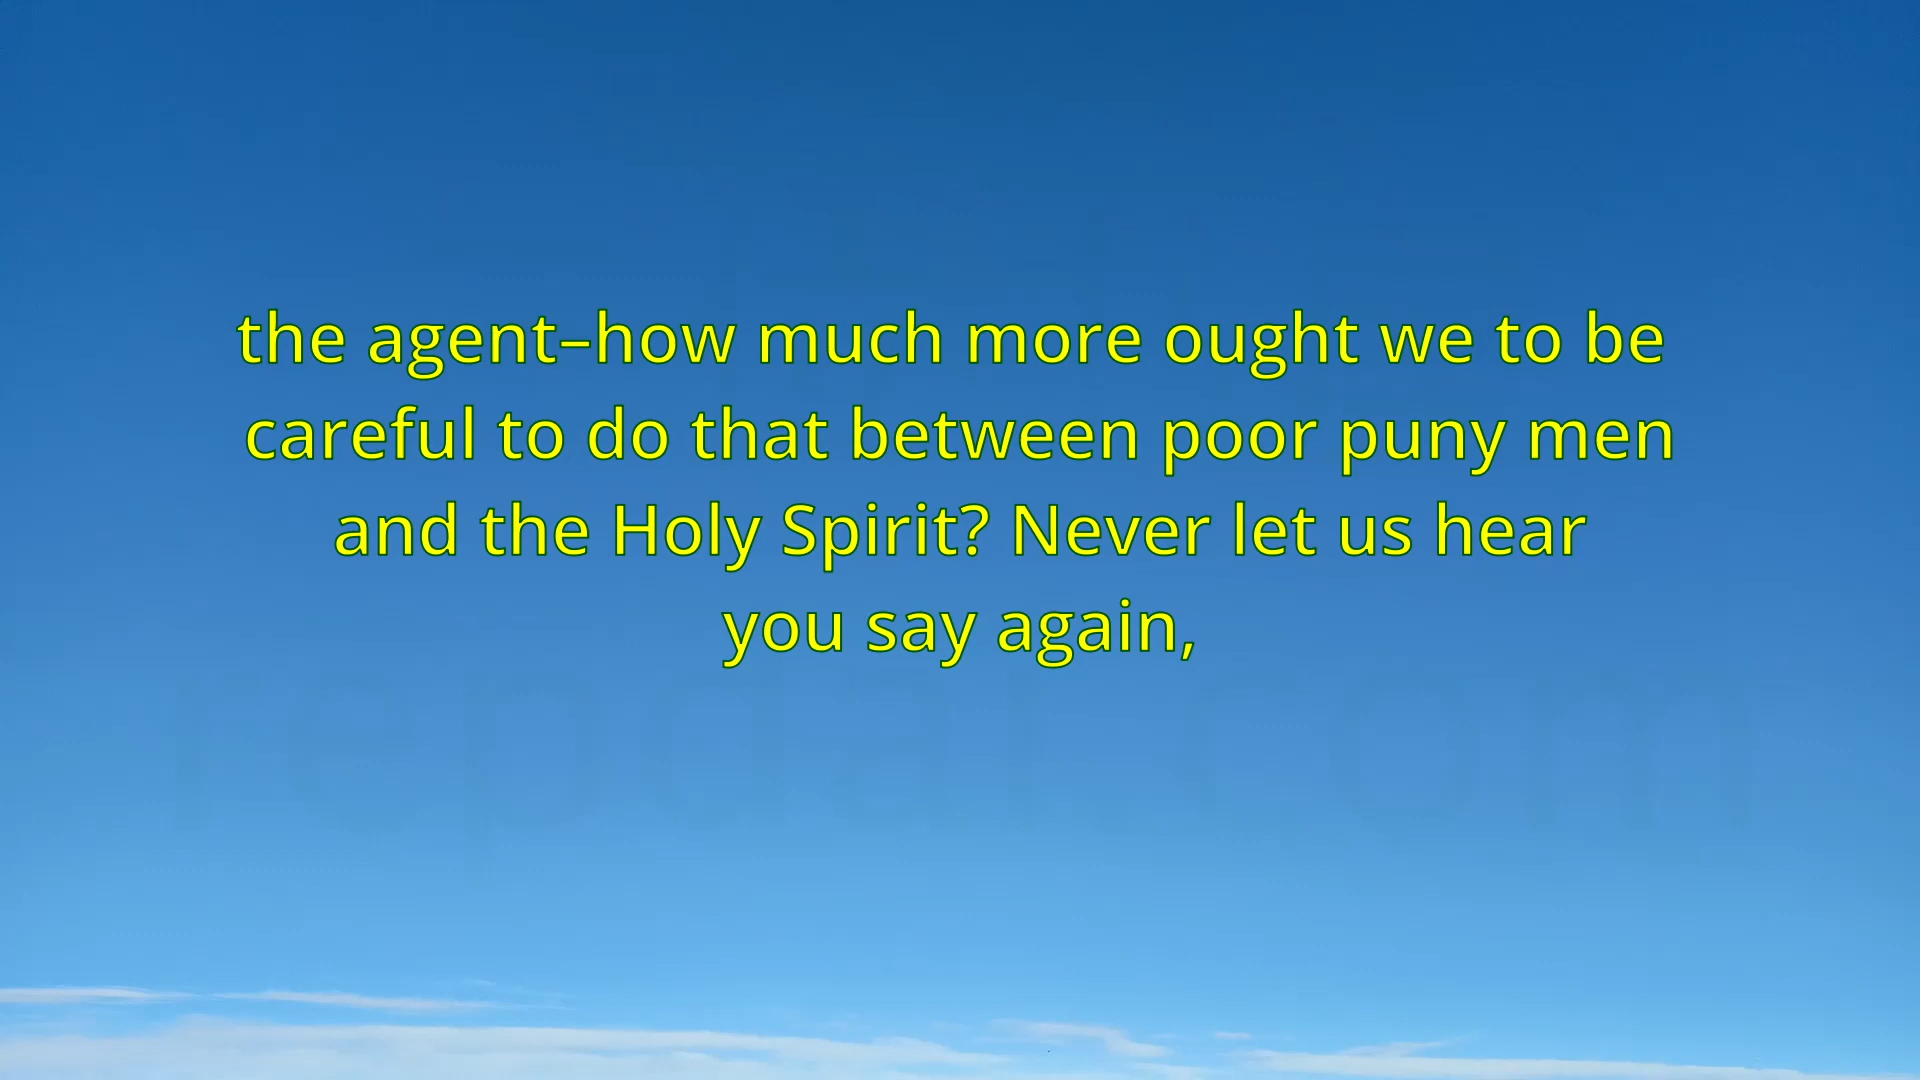 the agent–how much more ought we to be
careful to do that between poor puny men
and the Holy Spirit? Never let us hear
you say again,